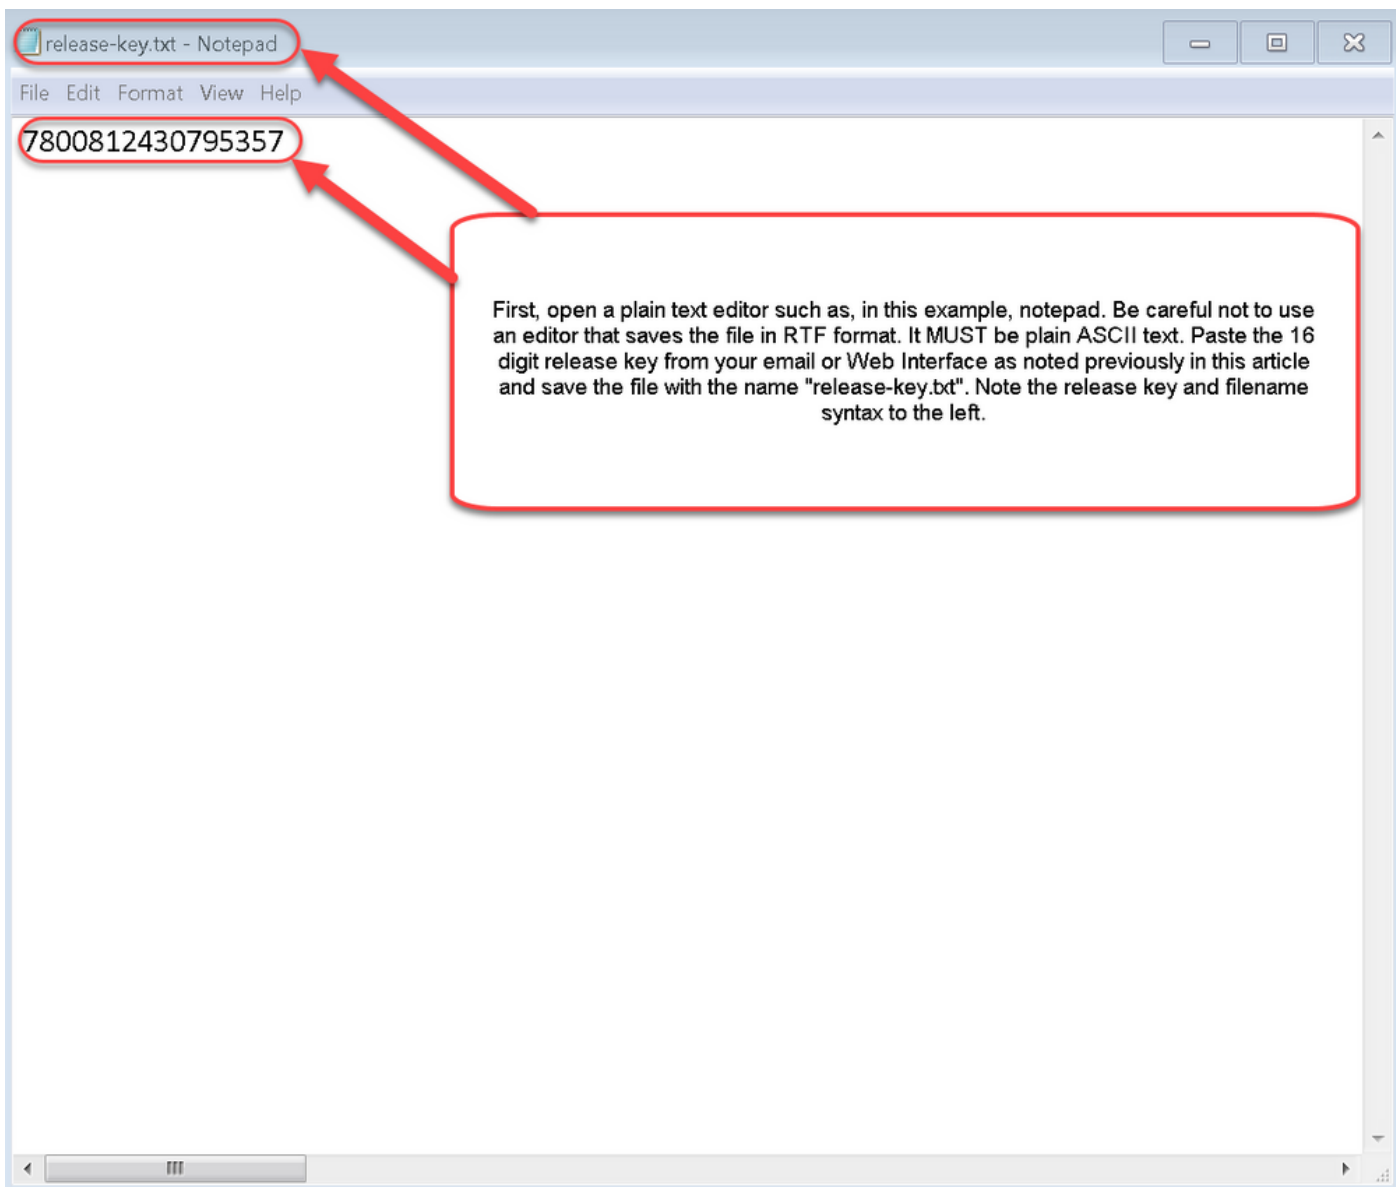 release-key.txt - Notepad
File Edit Format View Help
7800812430795357
First, open a plain text editor such as, in this example, notepad. Be careful not to use
an editor that saves the file in RTF format. It MUST be plain ASCII text. Paste the 16
digit release key from your email or Web Interface as noted previously in this article
and save the file with the name "release-key.txt". Note the release key and filename
syntax to the left.